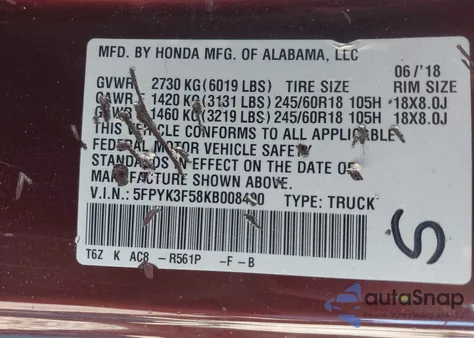 MFD. BY HONDA MFG. OF ALABAMA, LLC
06/'18
GVWR 2730 KG(6019 LBS) TIRE SIZE RIM SIZE
GAWR F 1420 KG(3131 LBS) 245/60R18 105H 18X8.0J
1460 KG(3219 LBS) 245/60R18 105H 18X8.0J
THIS VEHICLE CONFORMS TO ALL APPLICABLE
FEDERAL MOTOR VEHICLE SAFETY
STANDARDS IN EFFECT ON THE DATE OF
MANUFACTURE SHOWN ABOVE.
V.I.N.: TYPE: TRUCK
T6Z K AC8 -R561P -F-B
S
autoSnap